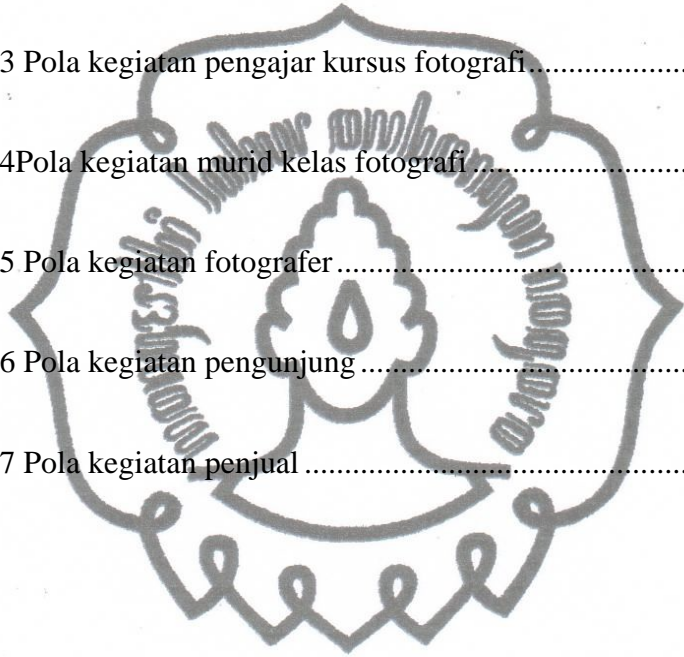 3 Pola kegiatan pengajar kursus fotografi....................
4Pola kegiatan murid kelas fotografi ...........................
5 Pola kegiatan fotografer ............................................
6 Pola kegiatan pengunjung .........................................
7 Pola kegiatan penjual ................................................